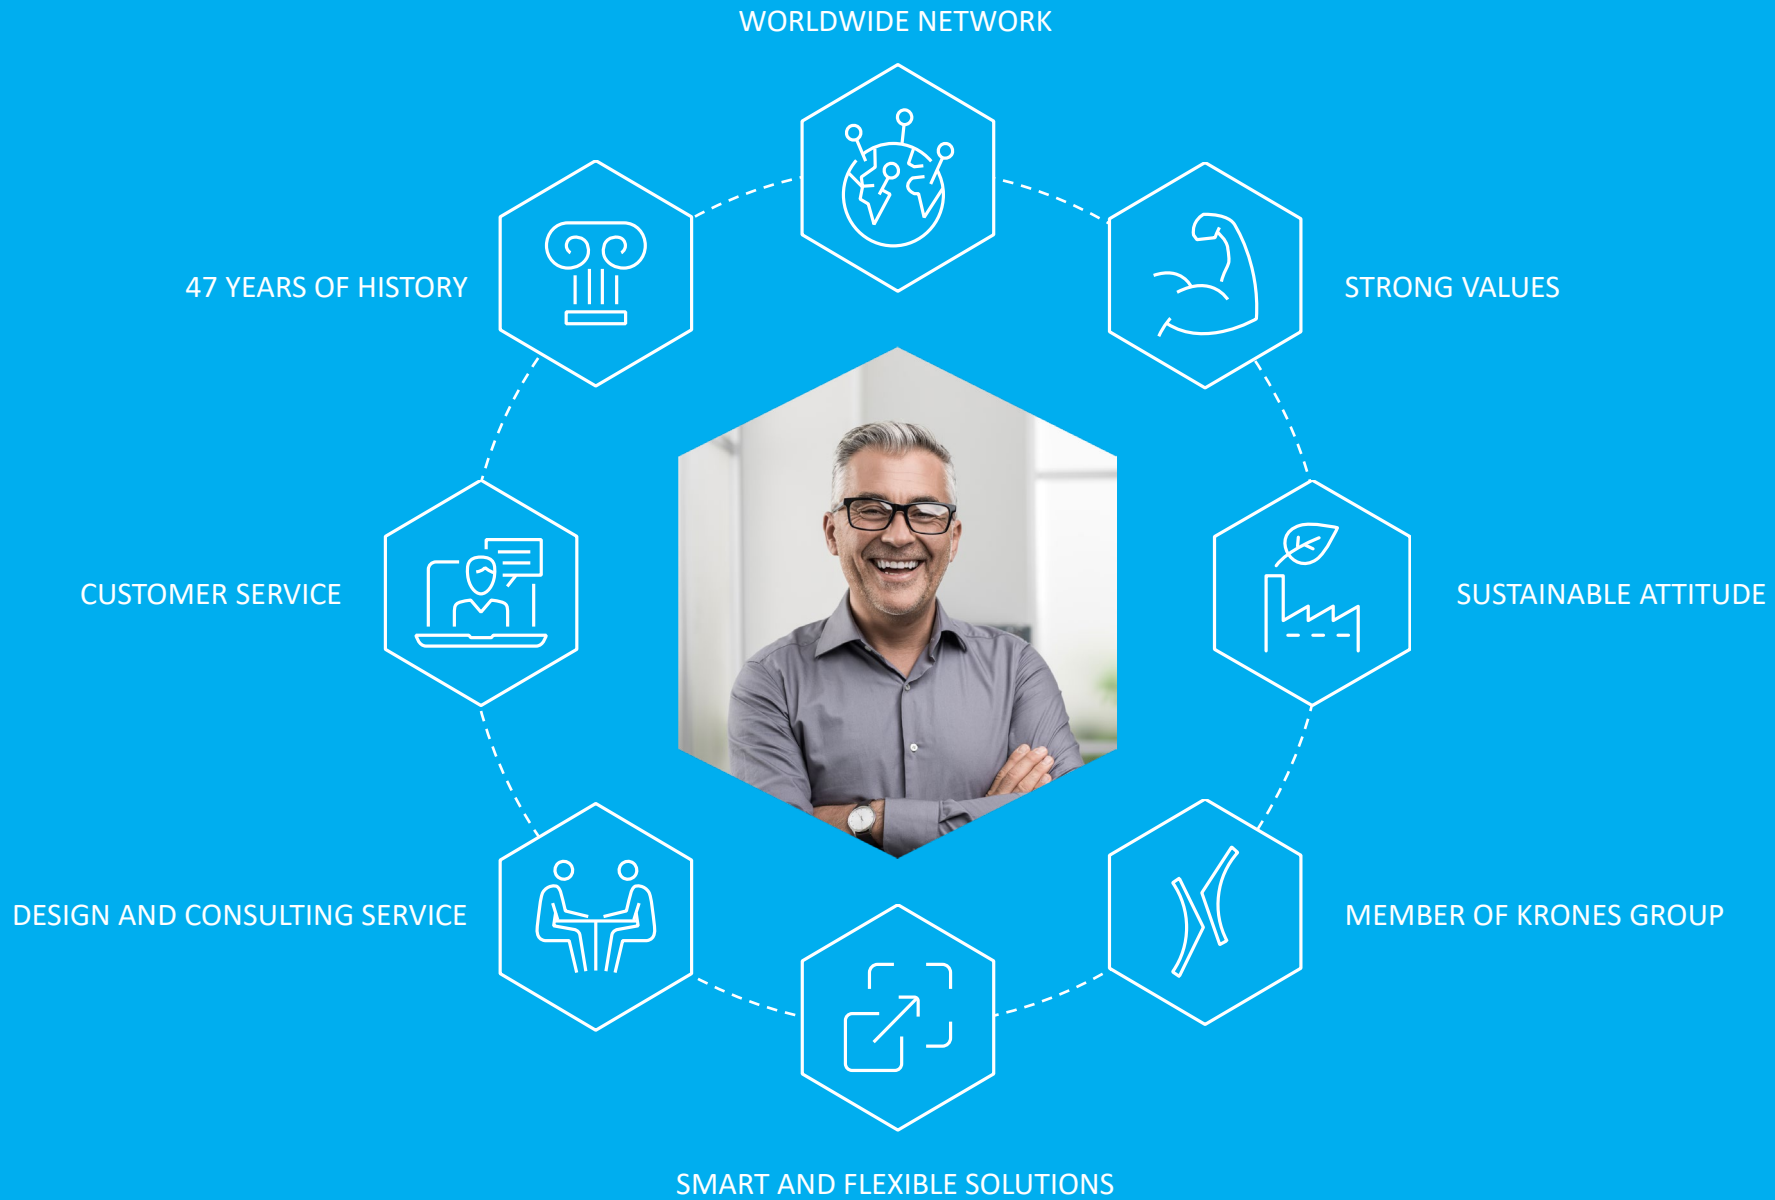 WORLDWIDE NETWORK
47 YEARS OF HISTORY
STRONG VALUES
CUSTOMER SERVICE
SUSTAINABLE ATTITUDE
DESIGN AND CONSULTING SERVICE
MEMBER OF KRONES GROUP
SMART AND FLEXIBLE SOLUTIONS